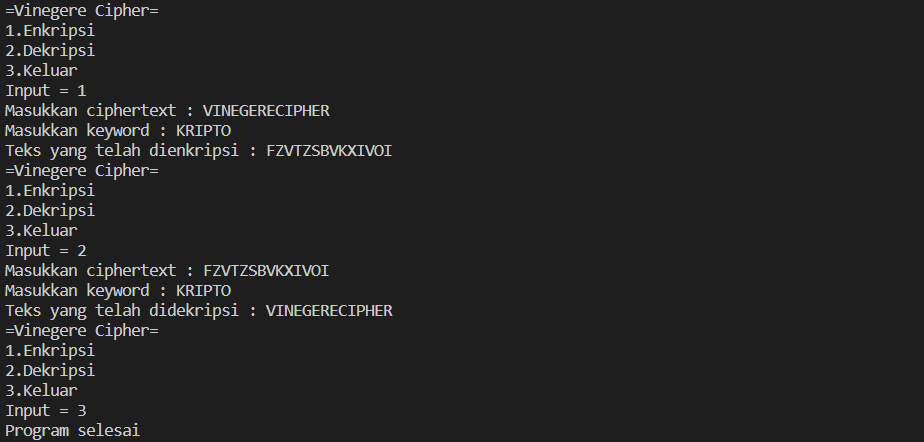 =Vinegere Cipher=
1.Enkripsi
2.Dekripsi
3.Keluar
Input = 1
Masukkan ciphertext : VINEGERECIPHER
Masukkan keyword : KRIPTO
Teks yang telah dienkripsi : FZVTZSBVKXIVOI
=Vinegere Cipher=
1.Enkripsi
2.Dekripsi
3.Keluar
Input = 2
Masukkan ciphertext : FZVTZSBVKXIVOI
Masukkan keyword : KRIPTO
Teks yang telah didekripsi : VINEGERECIPHER
=Vinegere Cipher=
1.Enkripsi
2.Dekripsi
3.Keluar
Input = 3
Program selesai